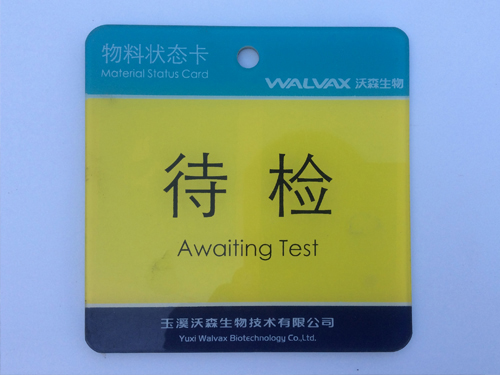 物料状态卡
Material Status Card
WALVAX 沃森生物
待检
Awaiting Test
玉溪沃森生物技术有限公司
Yuxi Walvax Biotechnology Co.,Ltd.